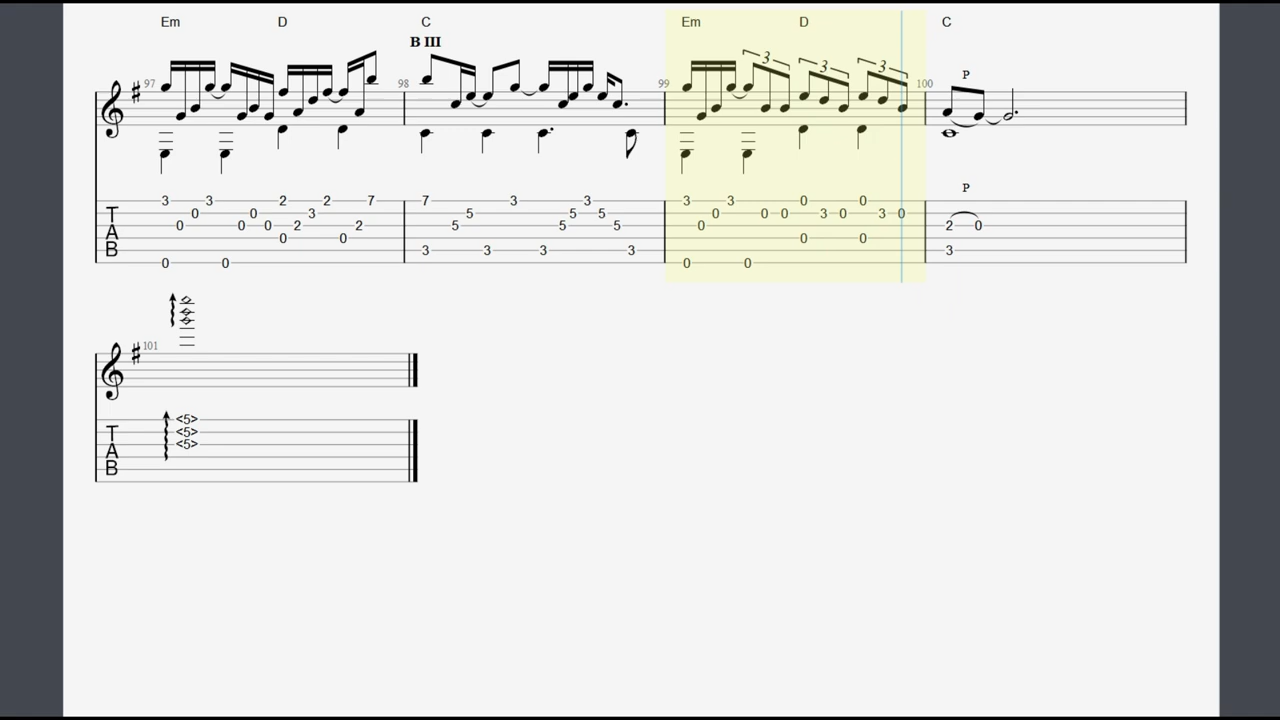 Em D C Em D C
B III
3 3 3
97 98 99 100
P
P
3 3 2 2 7 7 3 3 3 3 0 0
T 0 0 3 5 5 5 0 0 0 3 0 3 0
A 0 0 0 2 2 5 5 5 0 2 0
0 0 0 0
B 3 3 3 3 3
0 0 0 0
101
<5>
T <5>
<5>
A
B